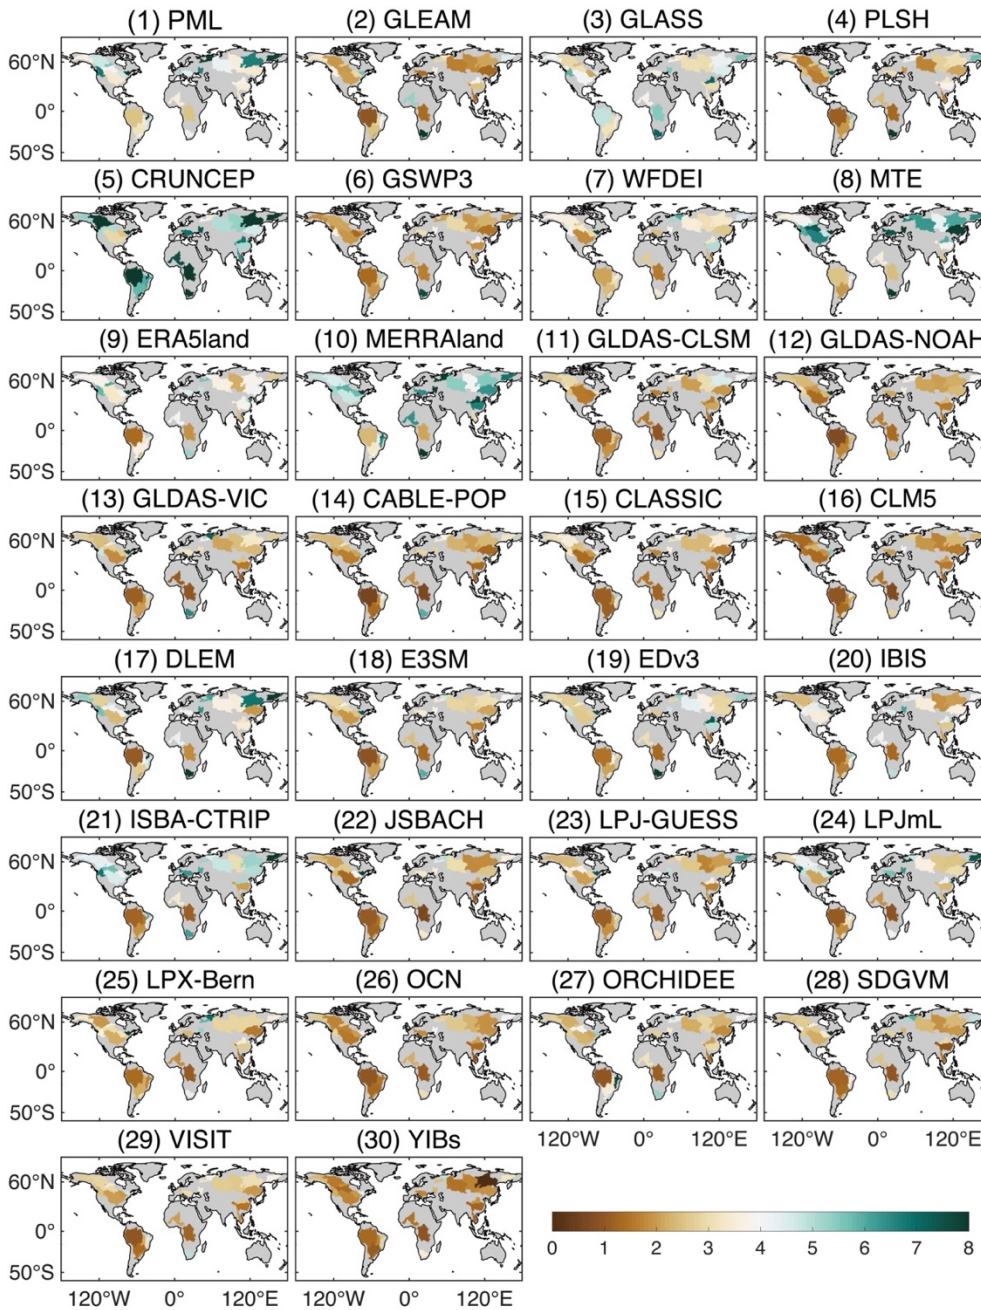 (1) PML (2) GLEAM (3) GLASS (4) PLSH
60°N
0°
50°S
(5) CRUNCEP (6) GSWP3 (7) WFDEI (8) MTE
60°N
0°
50°S
(9) ERA5land (10) MERRAland (11) GLDAS-CLSM (12) GLDAS-NOAH
60°N
0°
50°S
(13) GLDAS-VIC (14) CABLE-POP (15) CLASSIC (16) CLM5
60°N
0°
50°S
(17) DLEM (18) E3SM (19) EDv3 (20) IBIS
60°N
0°
50°S
(21) ISBA-CTRIP (22) JSBACH (23) LPJ-GUESS (24) LPJmL
60°N
0°
50°S
(25) LPX-Bern (26) OCN (27) ORCHIDEE (28) SDGVM
60°N
0°
50°S
120°W 0° 120°E 120°W 0° 120°E
(29) VISIT (30) YIBs
60°N
0°
50°S
0 1 2 3 4 5 6 7 8
120°W 0° 120°E 120°W 0° 120°E